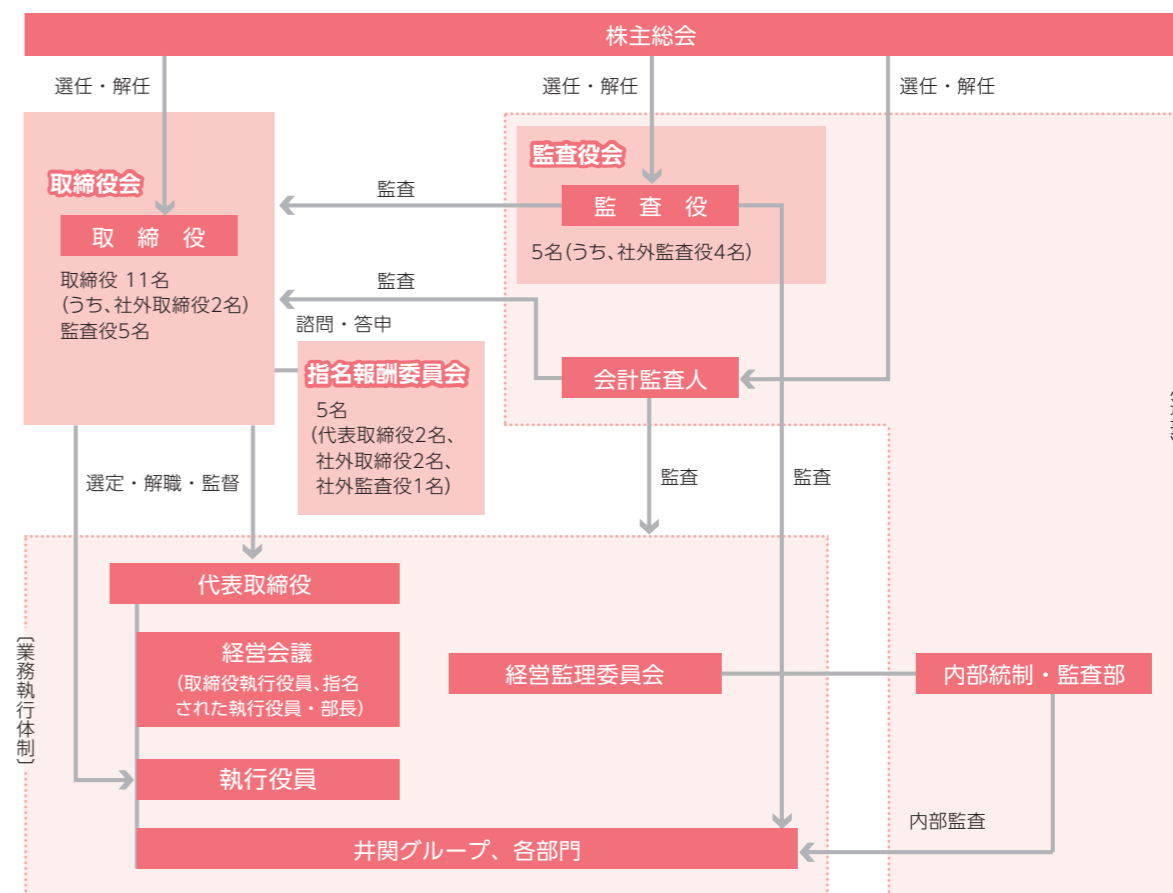 株主総会
選任・解任
選任・解任
選任・解任
取締役会
取 締 役
取締役 11名
(うち、社外取締役2名)
監査役5名
監査
監査役会
監 査 役
5名(うち、社外監査役4名)
監査
諮問・答申
指名報酬委員会
5名
(代表取締役2名、
社外取締役2名、
社外監査役1名)
会計監査人
選定・解職・監督
監査
監査
〔業務執行体制〕
代表取締役
経営会議
(取締役執行役員、指名
された執行役員・部長)
経営監理委員会
内部統制・監査部
執行役員
内部監査
井関グループ、各部門